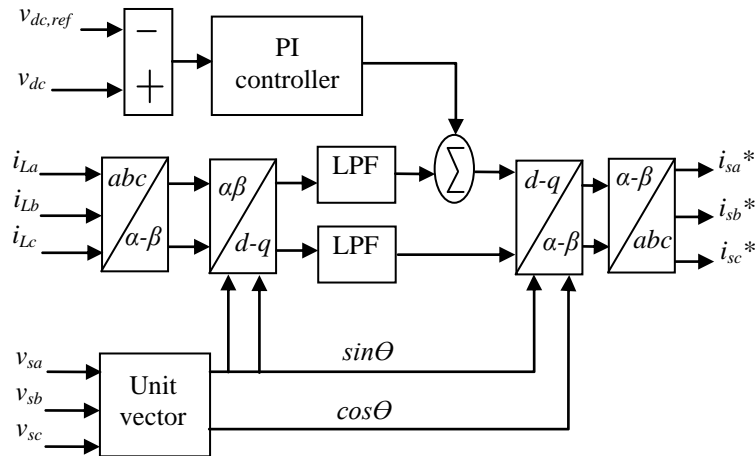 v_dc,ref
−
PI
controller
v_dc
+
i_La
i_Lb
i_Lc
abc
α-β
αβ
d-q
LPF
LPF
∑
d-q
α-β
α-β
abc
i_sa*
i_sb*
i_sc*
v_sa
v_sb
v_sc
Unit
vector
sinΘ
cosΘ